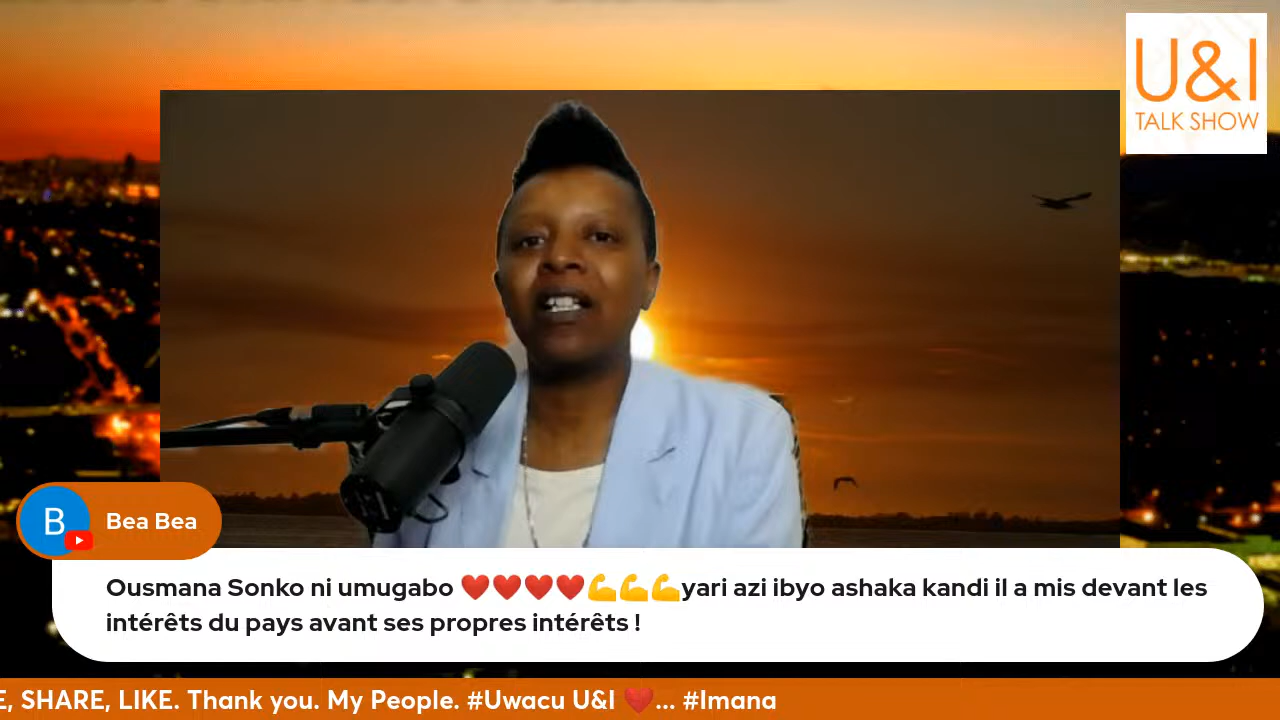 U&I
TALK SHOW
B
Bea Bea
Ousmana Sonko ni umugabo ❤️❤️❤️❤️💪💪💪yari azi ibyo ashaka kandi il a mis devant les
intérêts du pays avant ses propres intérêts !
E, SHARE, LIKE. Thank you. My People. #Uwacu U&I ❤️... #Imana